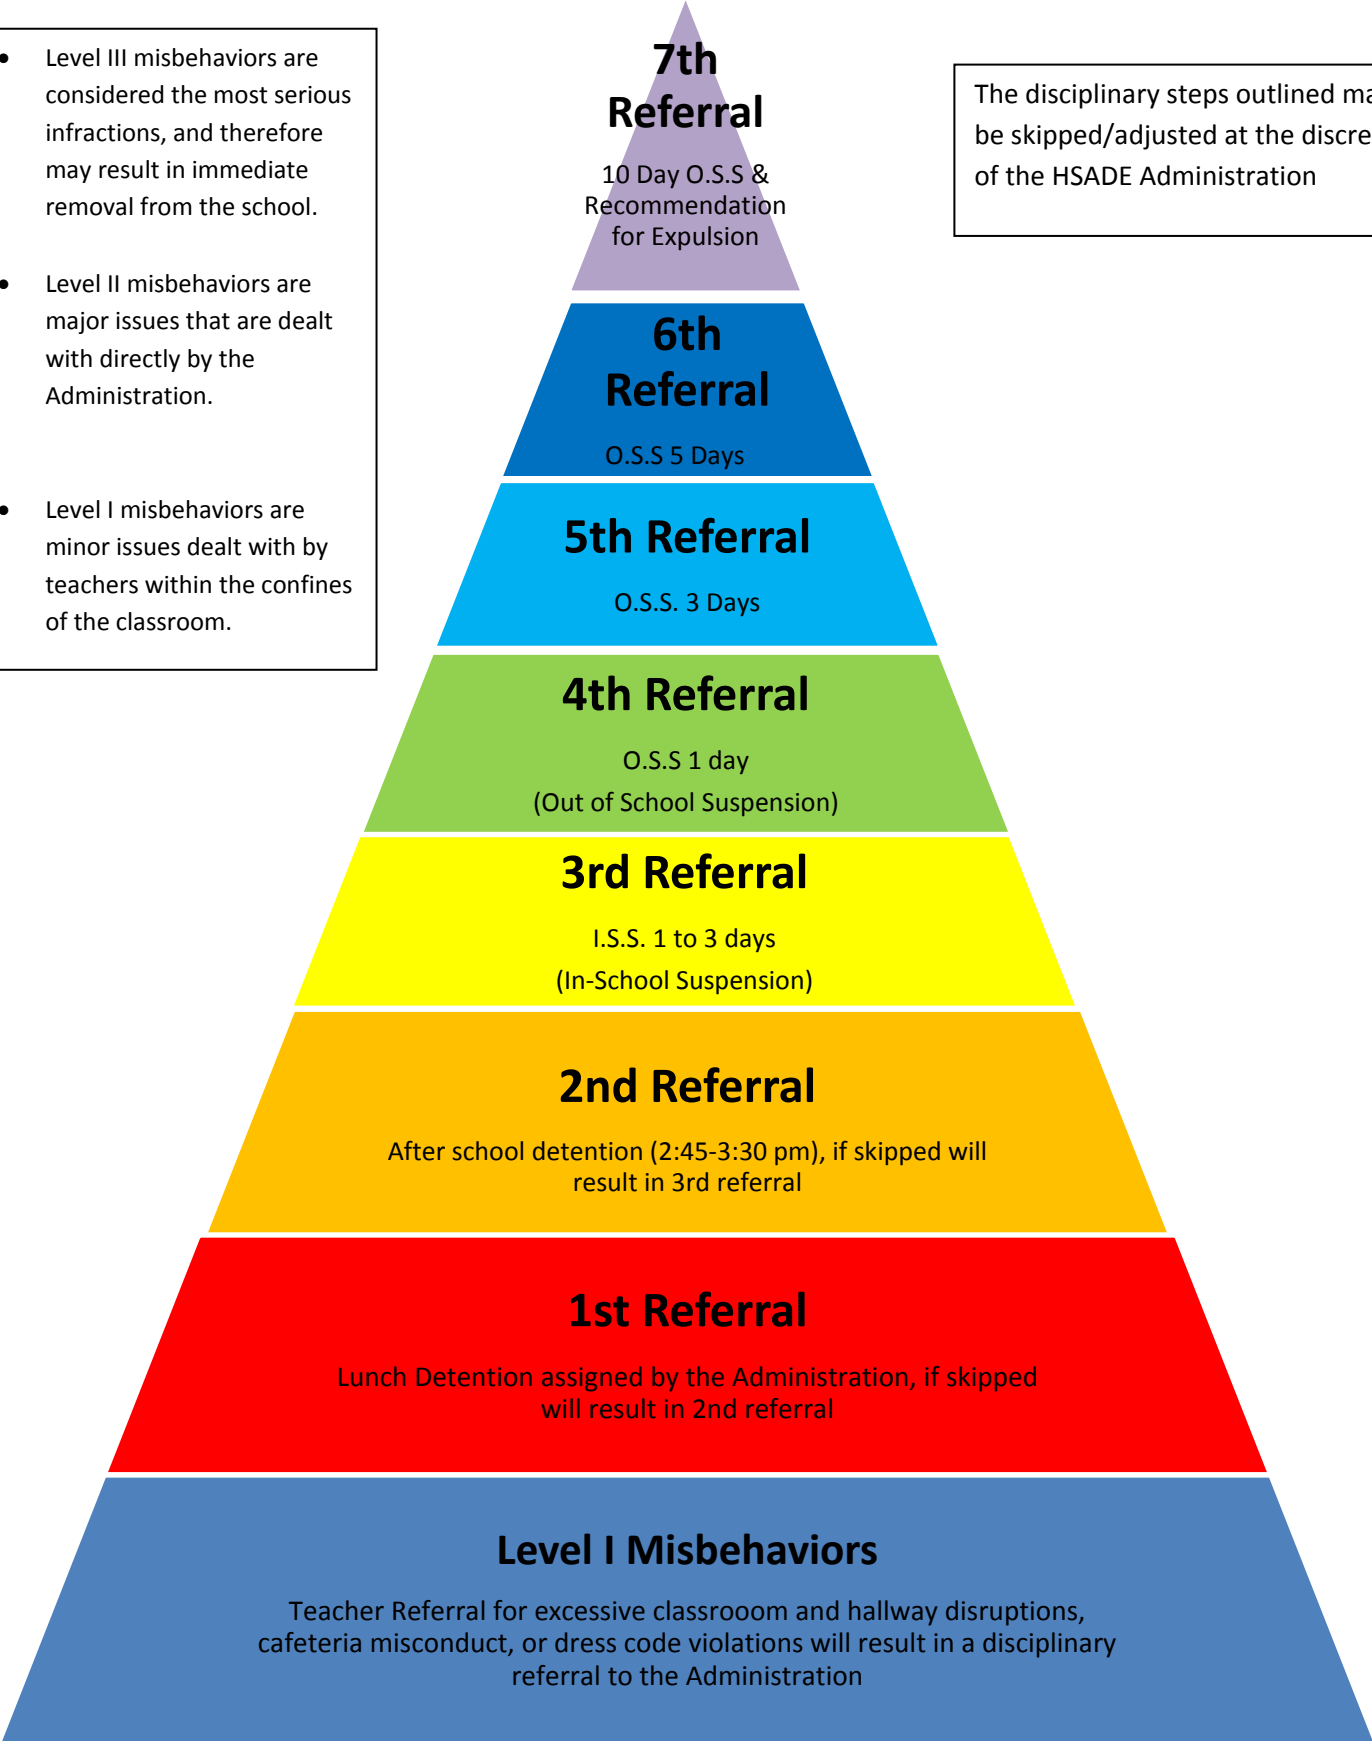 • Level III misbehaviors are
considered the most serious
infractions, and therefore
may result in immediate
removal from the school.
• Level II misbehaviors are
major issues that are dealt
with directly by the
Administration.
• Level I misbehaviors are
minor issues dealt with by
teachers within the confines
of the classroom.
The disciplinary steps outlined ma
be skipped/adjusted at the discre
of the HSADE Administration
7th
Referral
10 Day O.S.S &
Recommendation
for Expulsion
6th
Referral
O.S.S 5 Days
5th Referral
O.S.S. 3 Days
4th Referral
O.S.S 1 day
(Out of School Suspension)
3rd Referral
I.S.S. 1 to 3 days
(In-School Suspension)
2nd Referral
After school detention (2:45-3:30 pm), if skipped will
result in 3rd referral
1st Referral
Lunch Detention assigned by the Administration, if skipped
will result in 2nd referral
Level I Misbehaviors
Teacher Referral for excessive classrooom and hallway disruptions,
cafeteria misconduct, or dress code violations will result in a disciplinary
referral to the Administration